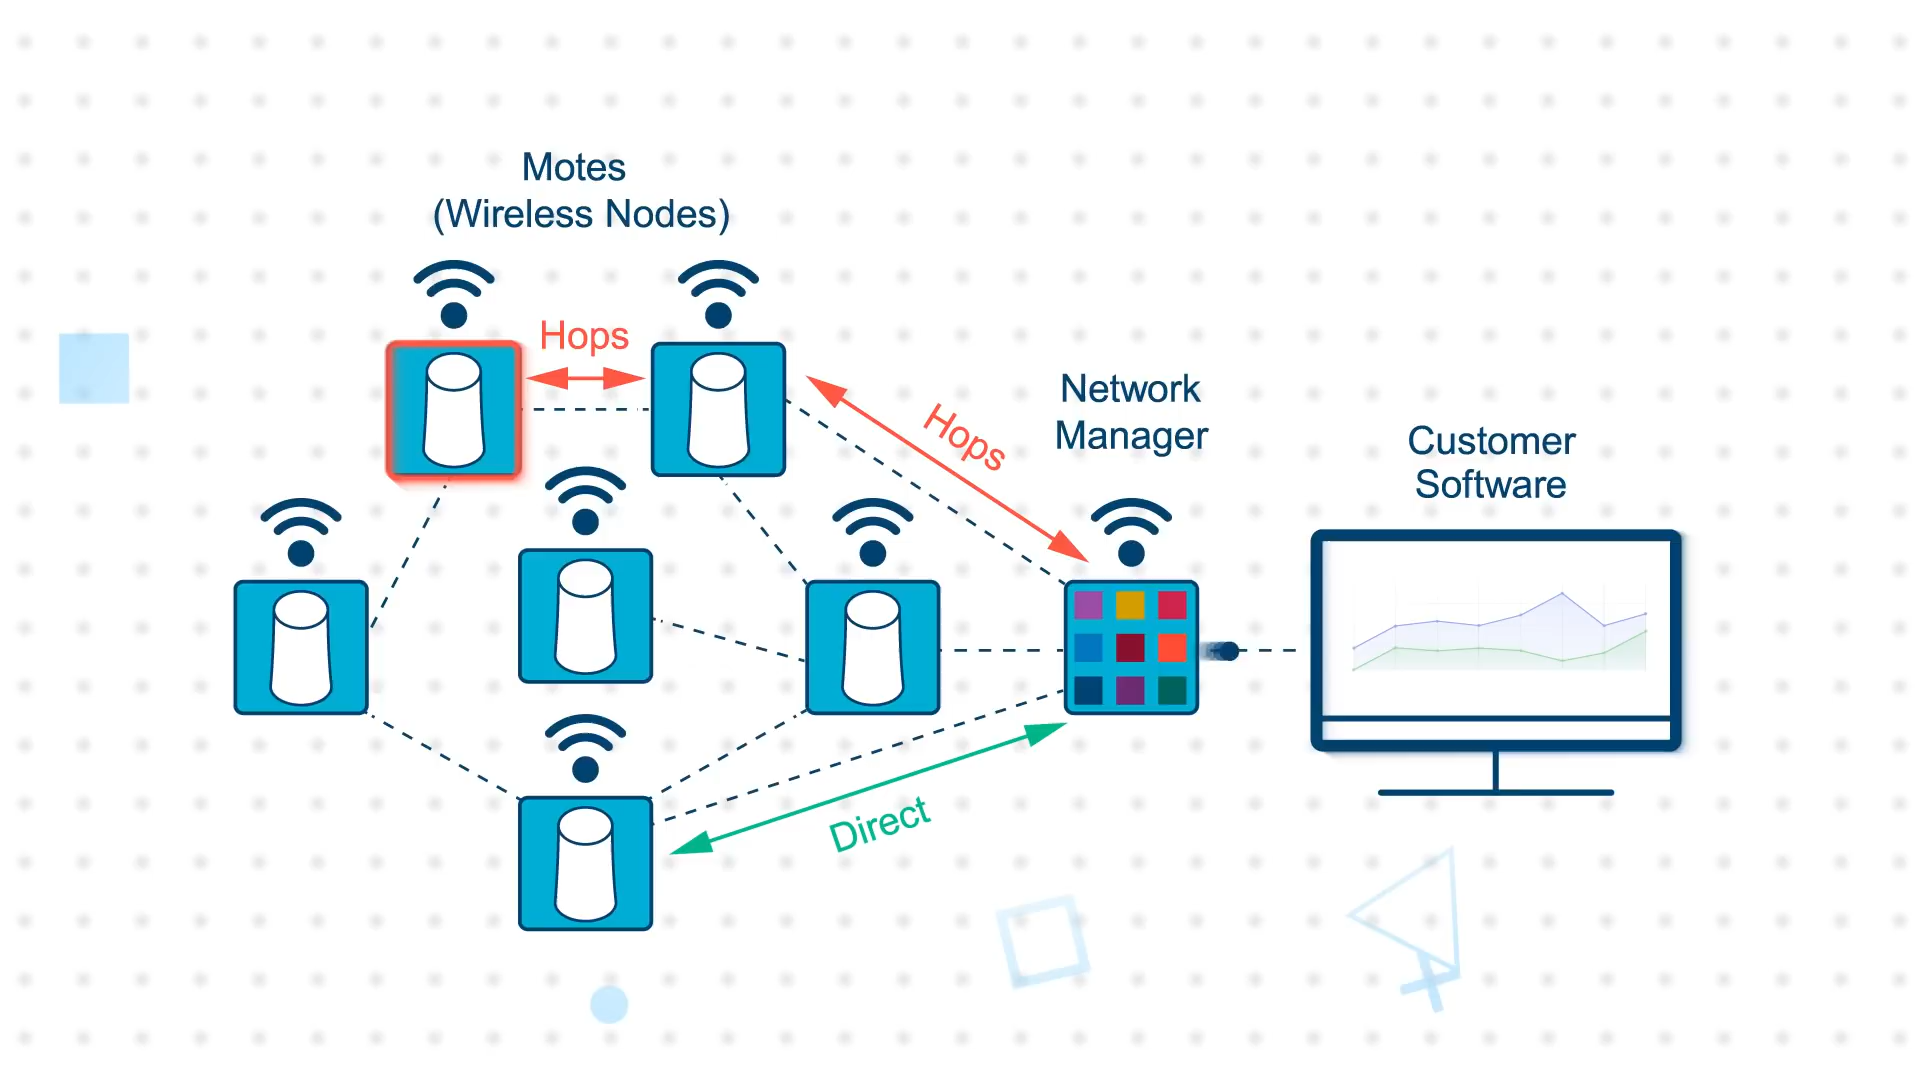 Motes
(Wireless Nodes)
Hops
Hops
Network
Manager
Customer
Software
Direct